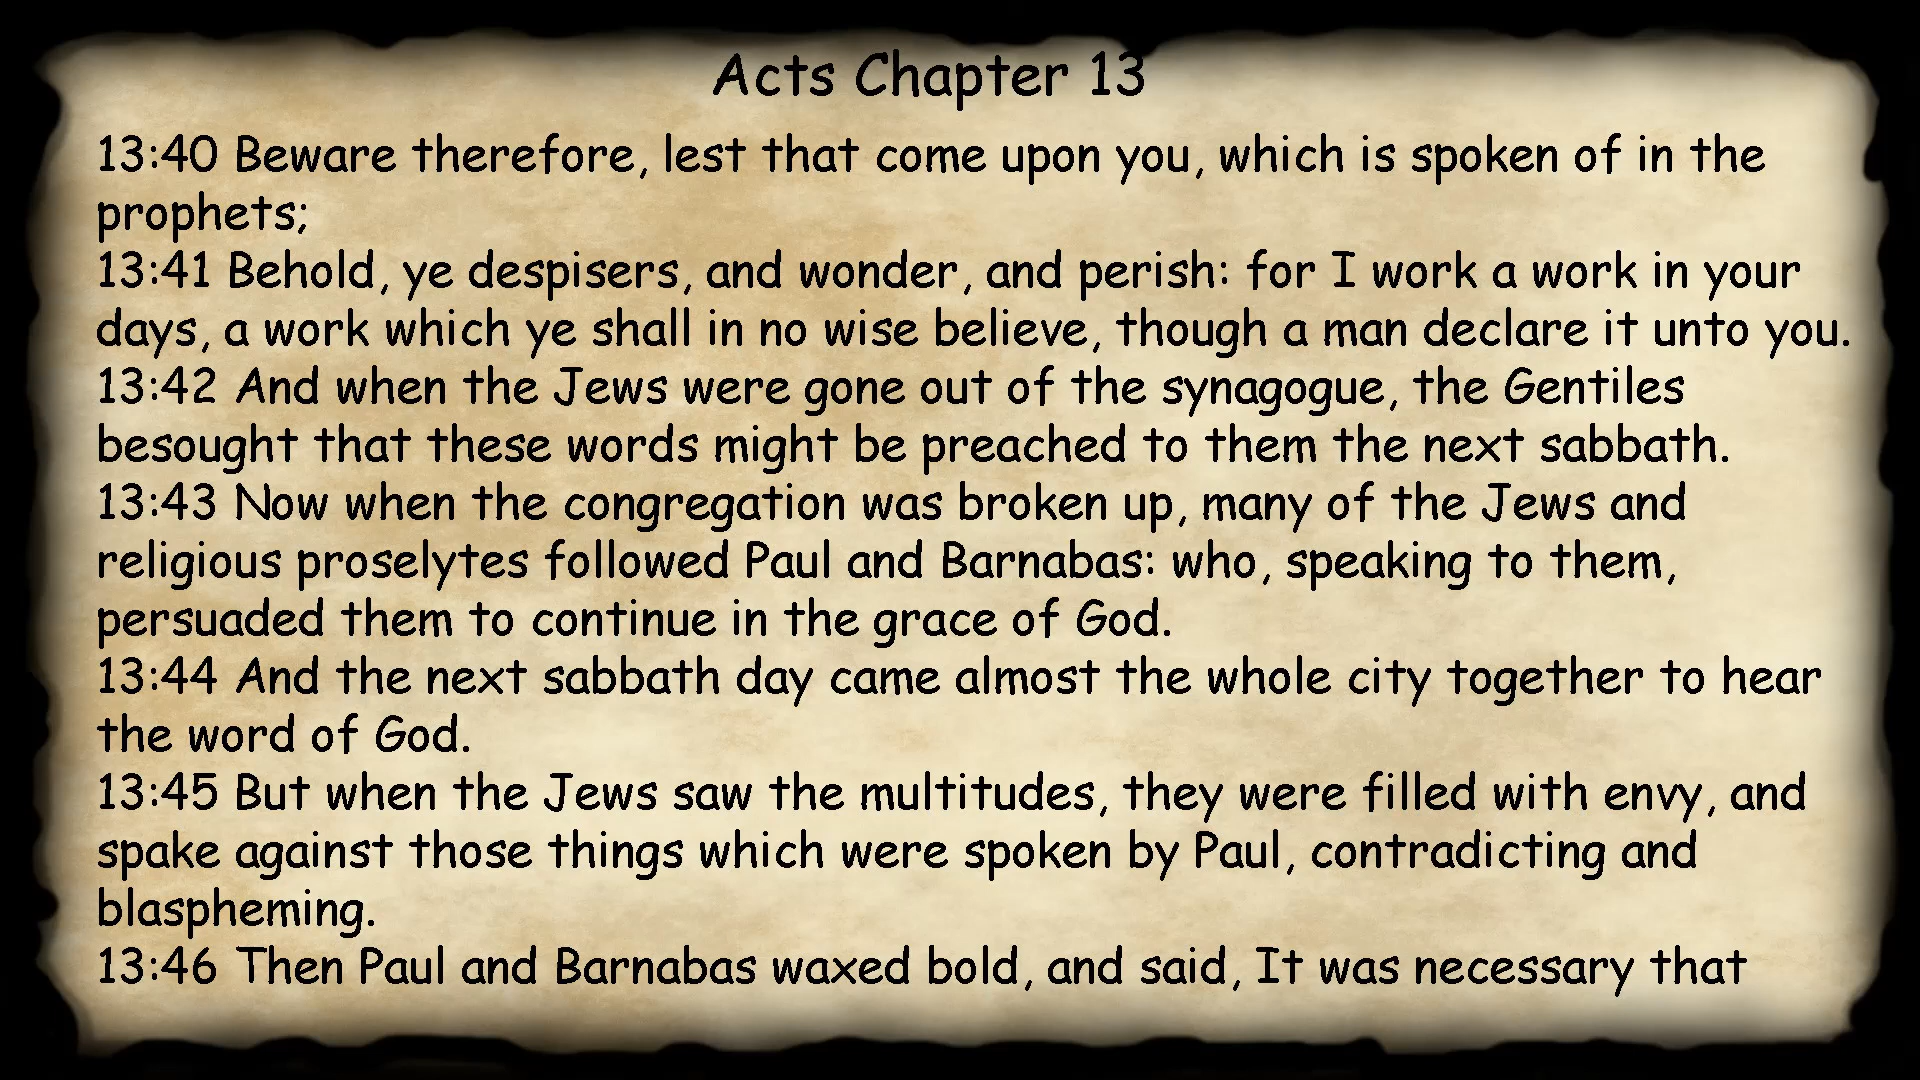 Acts Chapter 13
13:40 Beware therefore, lest that come upon you, which is spoken of in the
prophets;
13:41 Behold, ye despisers, and wonder, and perish: for I work a work in your
days, a work which ye shall in no wise believe, though a man declare it unto you.
13:42 And when the Jews were gone out of the synagogue, the Gentiles
besought that these words might be preached to them the next sabbath.
13:43 Now when the congregation was broken up, many of the Jews and
religious proselytes followed Paul and Barnabas: who, speaking to them,
persuaded them to continue in the grace of God.
13:44 And the next sabbath day came almost the whole city together to hear
the word of God.
13:45 But when the Jews saw the multitudes, they were filled with envy, and
spake against those things which were spoken by Paul, contradicting and
blaspheming.
13:46 Then Paul and Barnabas waxed bold, and said, It was necessary that